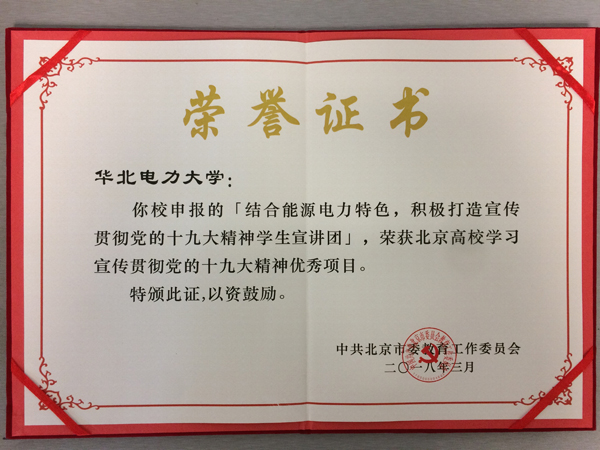 荣誉证书
华北电力大学：
你校申报的「结合能源电力特色，积极打造宣传
贯彻党的十九大精神学生宣讲团」，荣获北京高校学习
宣传贯彻党的十九大精神优秀项目。
特颁此证，以资鼓励。
中共北京市委教育工作委员会
二〇一八年三月